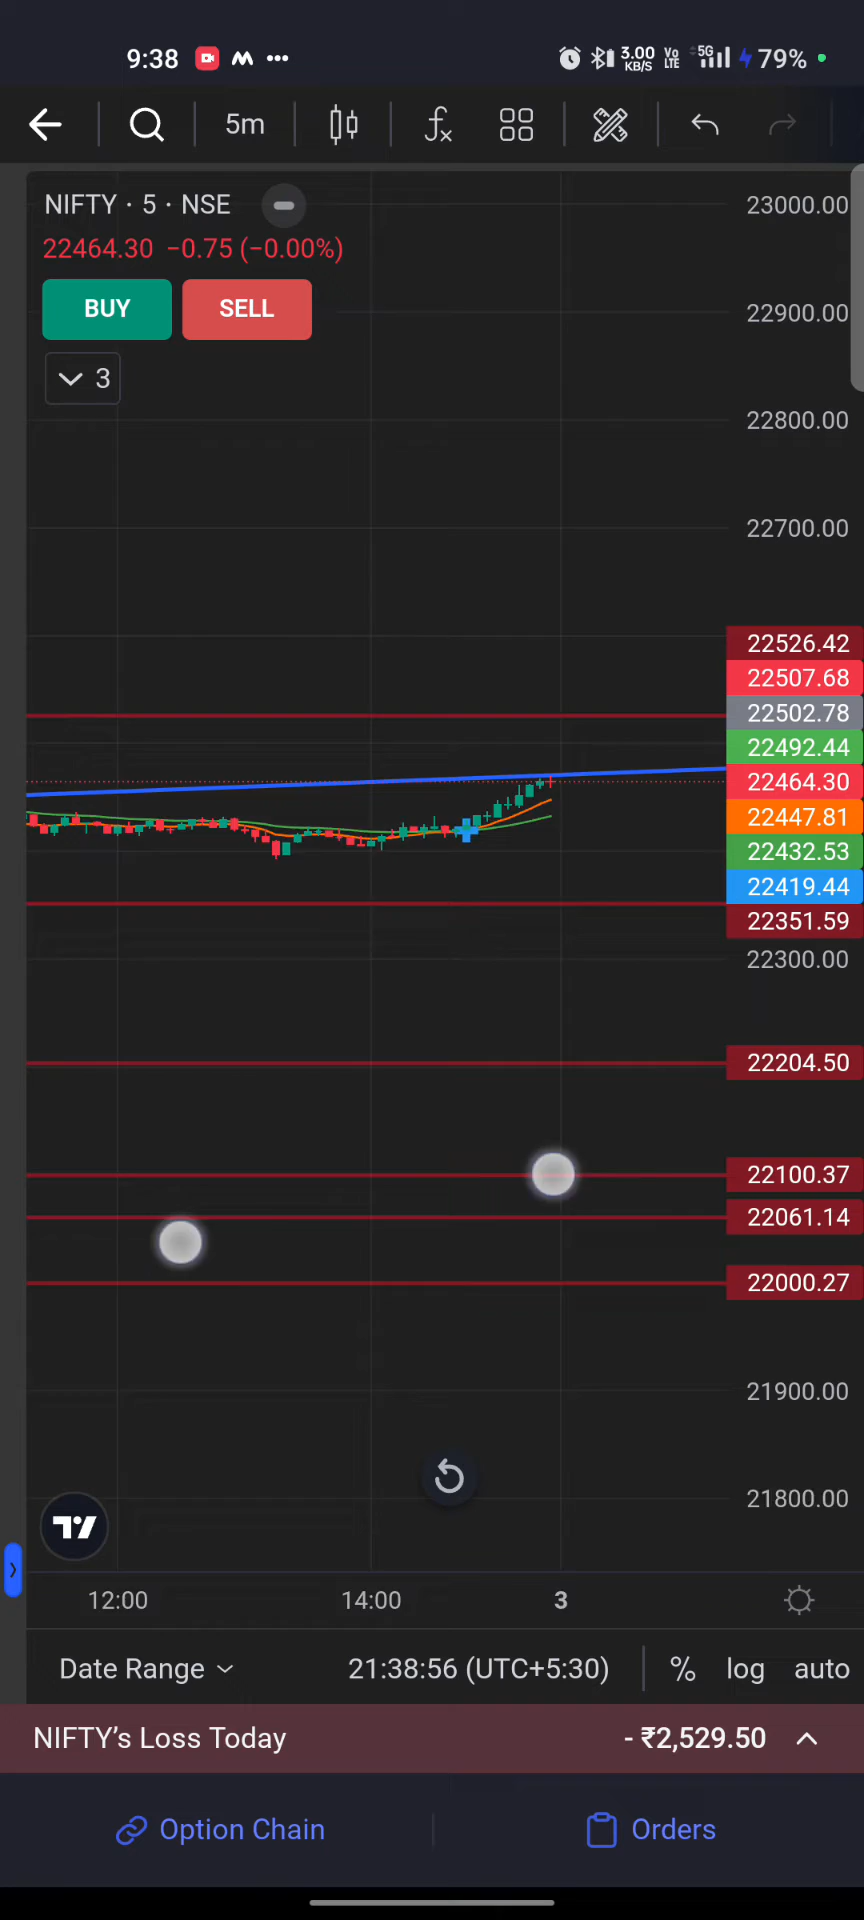 9:38 3.00 KB/S Vo LTE 5G 79%
5m fx
NIFTY · 5 · NSE
22464.30 −0.75 (−0.00%)
BUY SELL
3
23000.00
22900.00
22800.00
22700.00
22526.42
22507.68
22502.78
22492.44
22464.30
22447.81
22432.53
22419.44
22351.59
22300.00
22204.50
22100.37
22061.14
22000.27
21900.00
21800.00
12:00 14:00 3
Date Range 21:38:56 (UTC+5:30) % log auto
NIFTY’s Loss Today - ₹2,529.50
Option Chain Orders